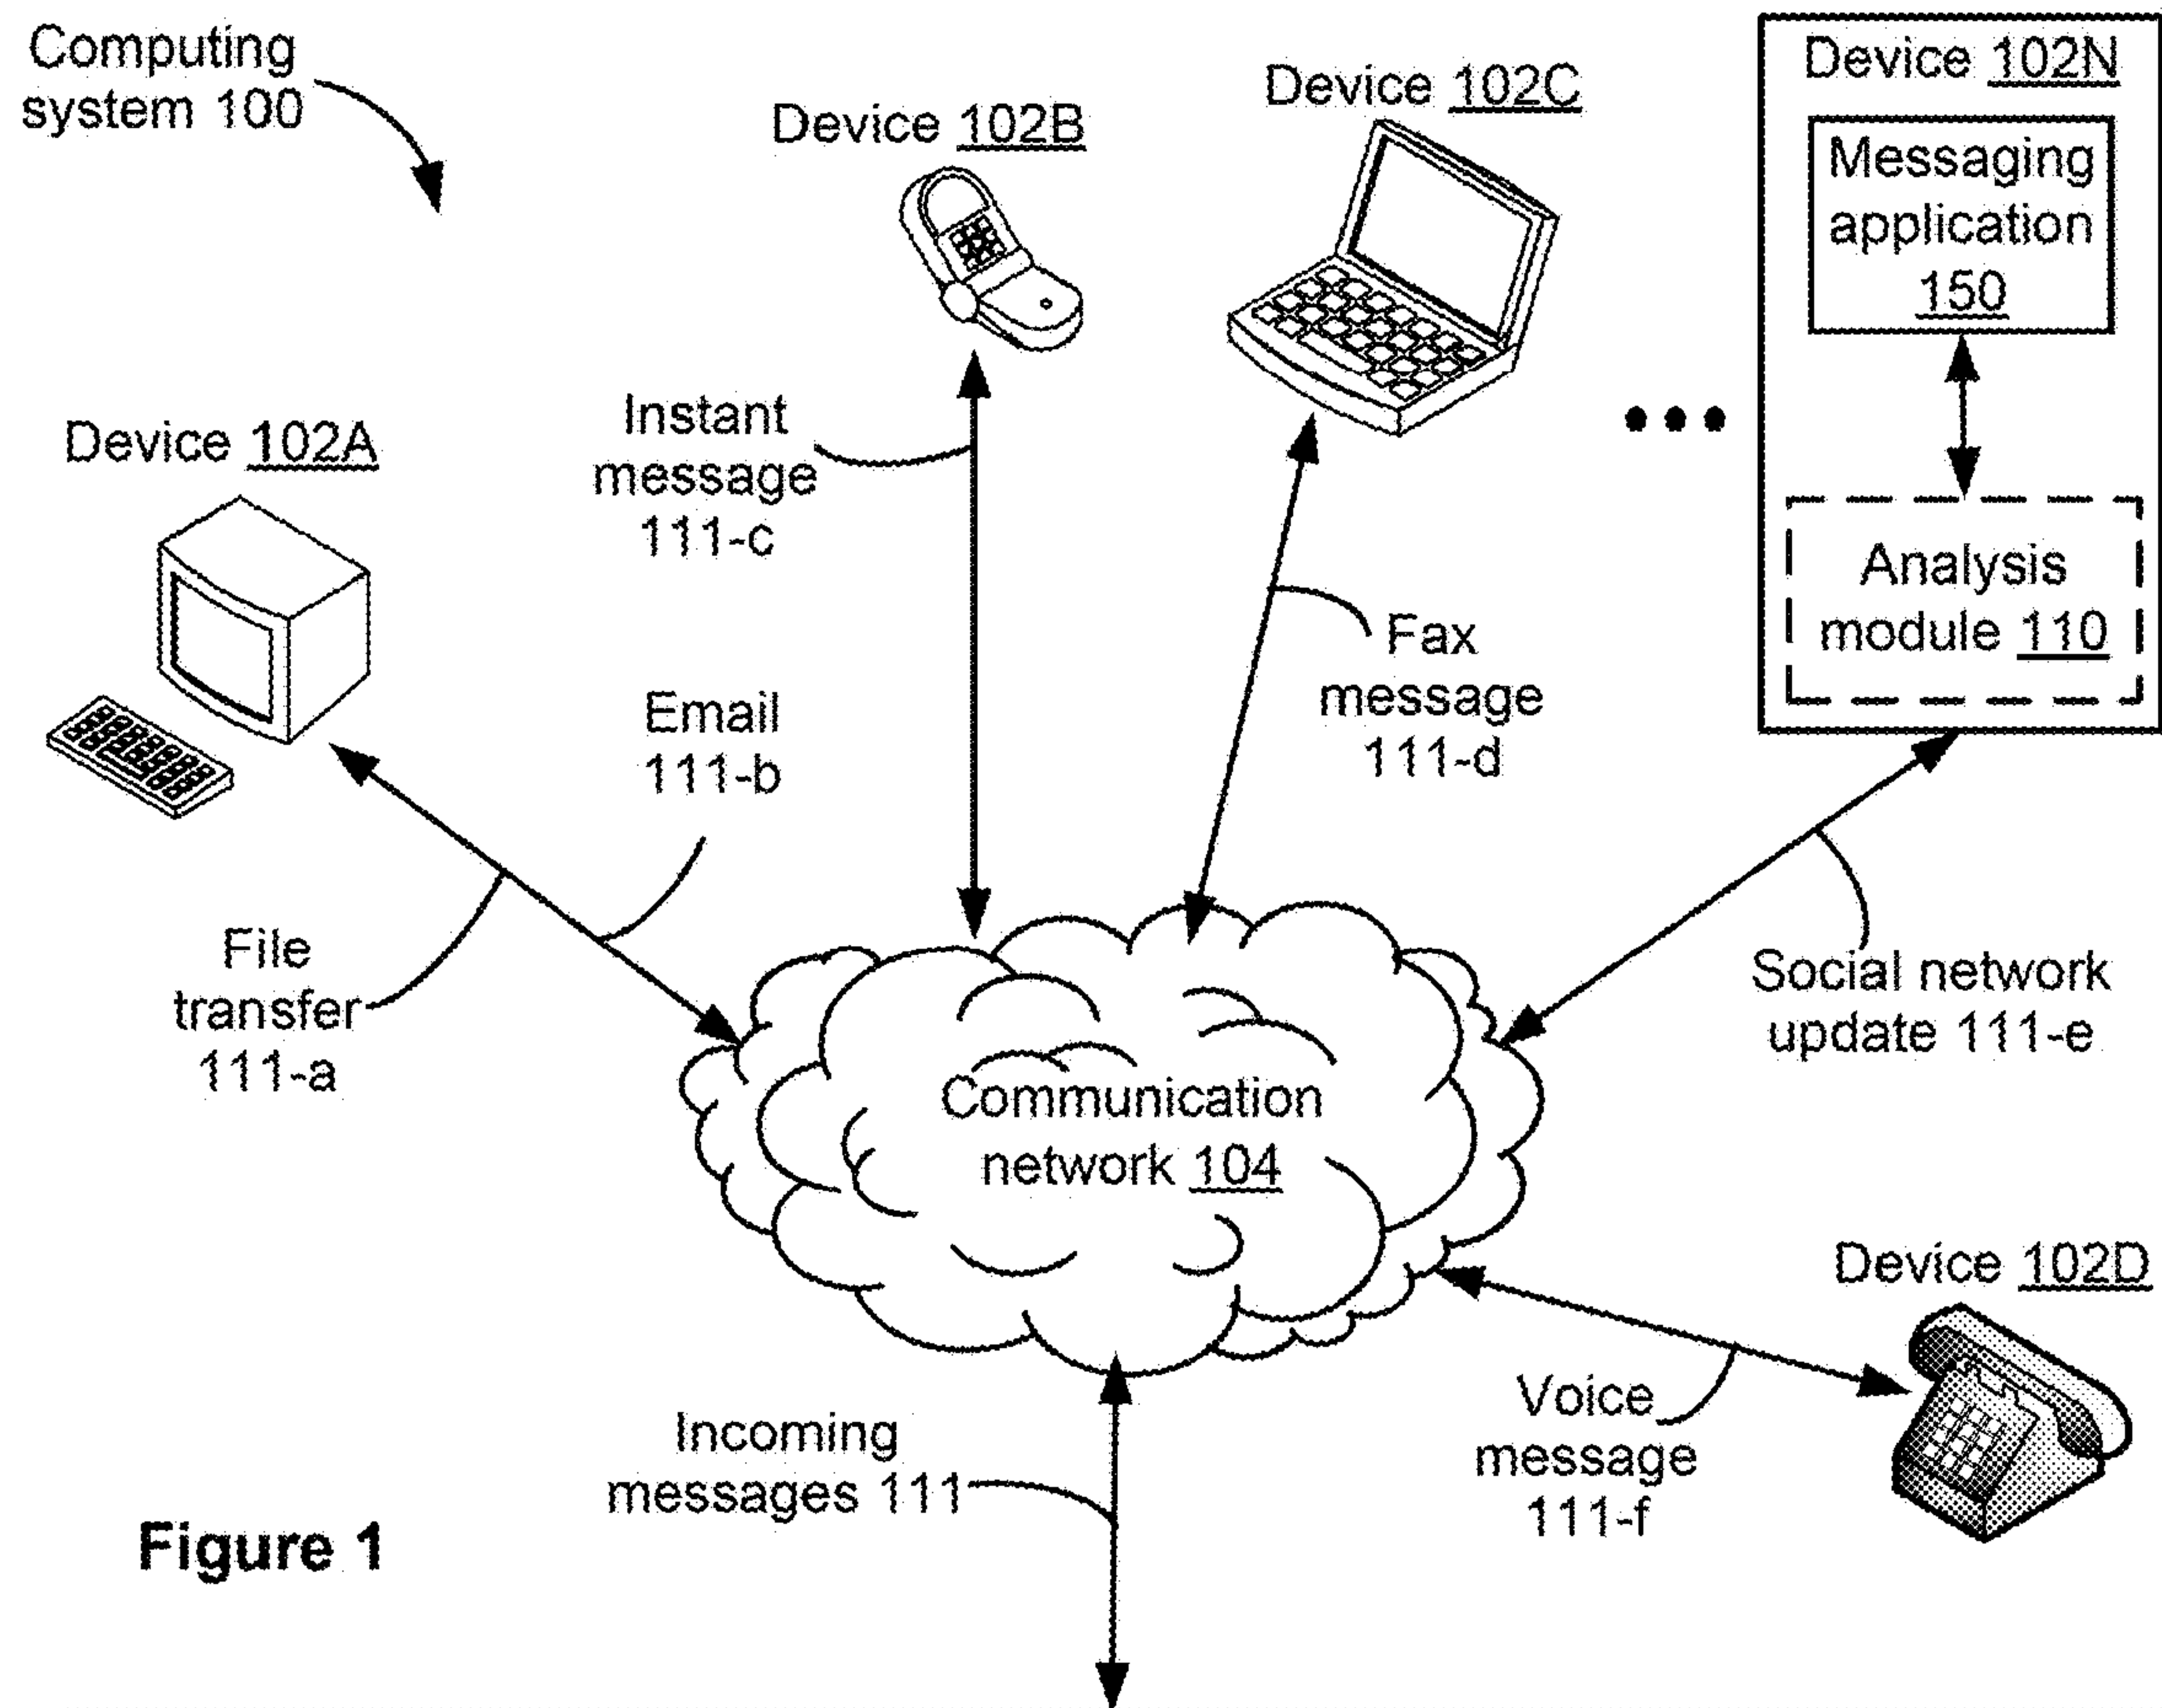 Computing
system 100
Device 102B
Device 102C
Device 102N
Messaging
application
150
Analysis
module 110
Device 102A
Instant
message
111-c
Fax
message
111-d
Email
111-b
File
transfer
111-a
Social network
update 111-e
Communication
network 104
Device 102D
Voice
message
111-f
Incoming
messages 111
Figure 1